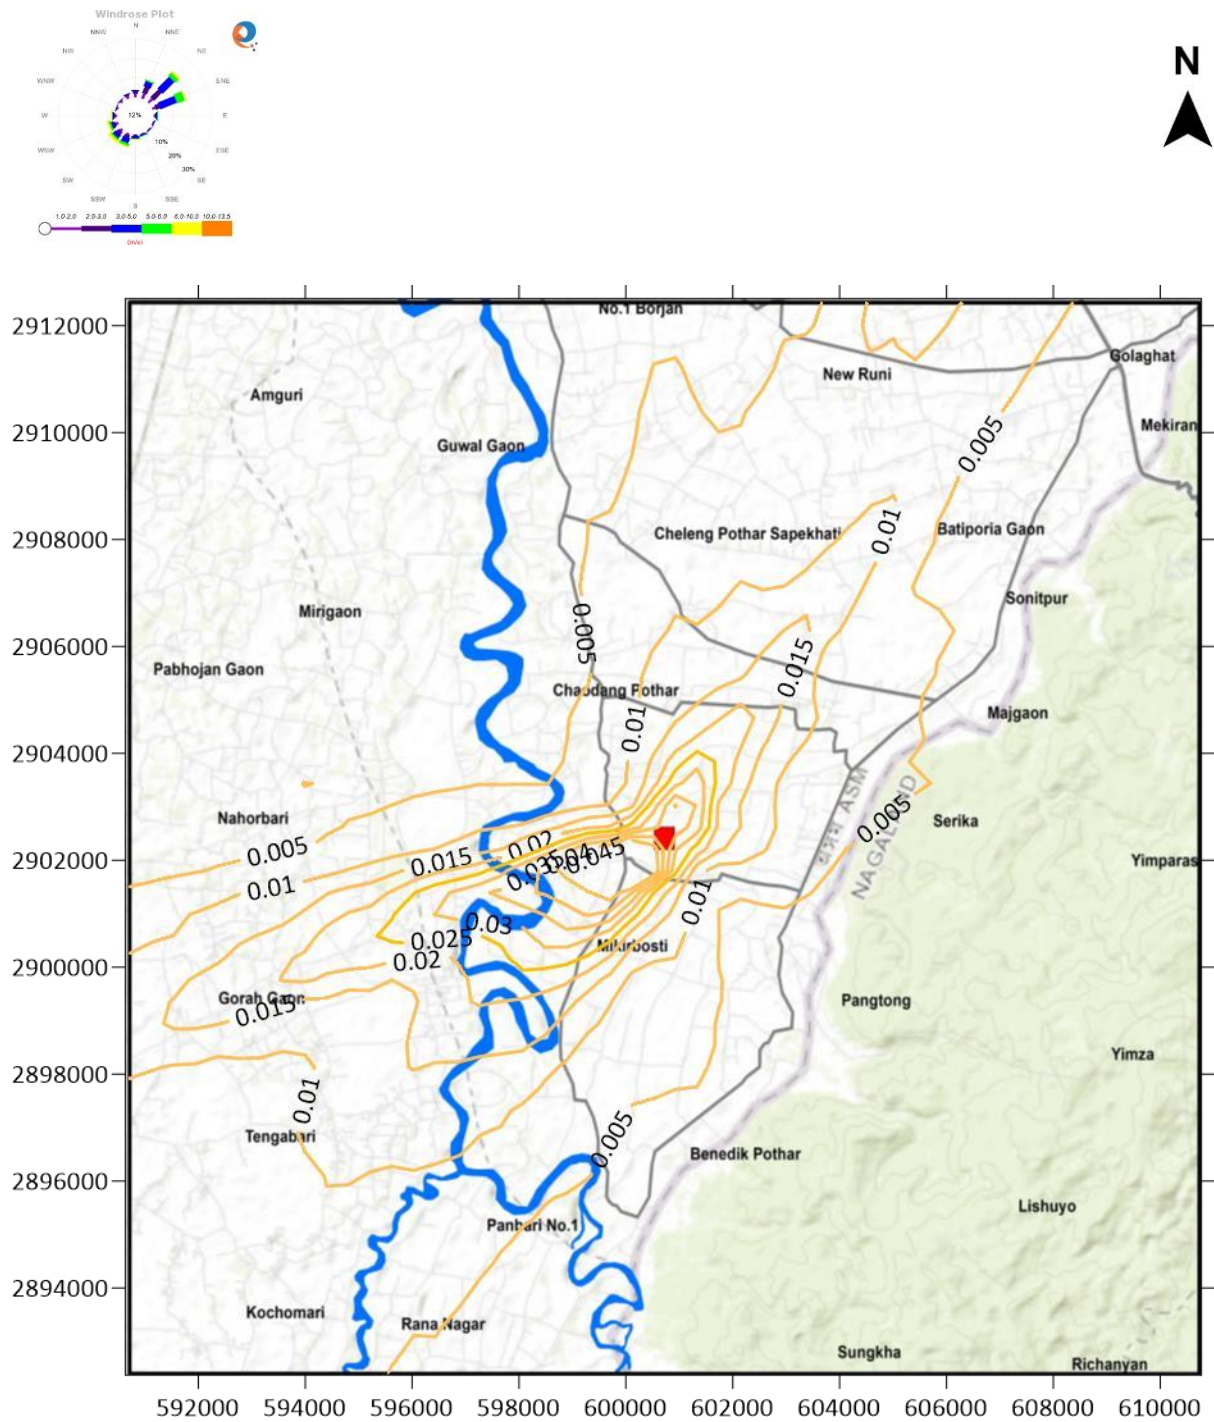 Windrose Plot
N
NNW
NNE
NW
NE
WNW
ENE
W
12%
E
10%
WSW
20%
ESE
30%
SW
SE
SSW
SSE
S
1.0-2.0 2.0-3.0 3.0-5.0 10.0-13.5
(m/s)
N
No.1 Borjan
2912000
Golaghat
New Runi
Amguri
2910000
Mekiran
0.005
Guwal Gaon
2908000
Cheleng Pothar Sapekhati
0.01
Batiporia Gaon
Mirigaon
Sonitpur
2906000
0.005
Pabhojan Gaon
0.015
Chaodang Pothar
Majgaon
0.01
2904000
ASM
NAGALAND
Nahorbari
0.005
Serika
2902000
0.005
0.015
0.02
0.035
0.04
0.045
Yimparas
0.01
0.01
0.03
0.025
Mikirbosti
2900000
0.02
Gorah Gaon
0.015
Pangtong
2898000
Yimza
0.01
Tengabari
0.005
Benedik Pothar
2896000
Lishuyo
Panbari No.1
2894000
Kochomari
Rana Nagar
Sungkha
Richanyan
592000 594000 596000 598000 600000 602000 604000 606000 608000 610000